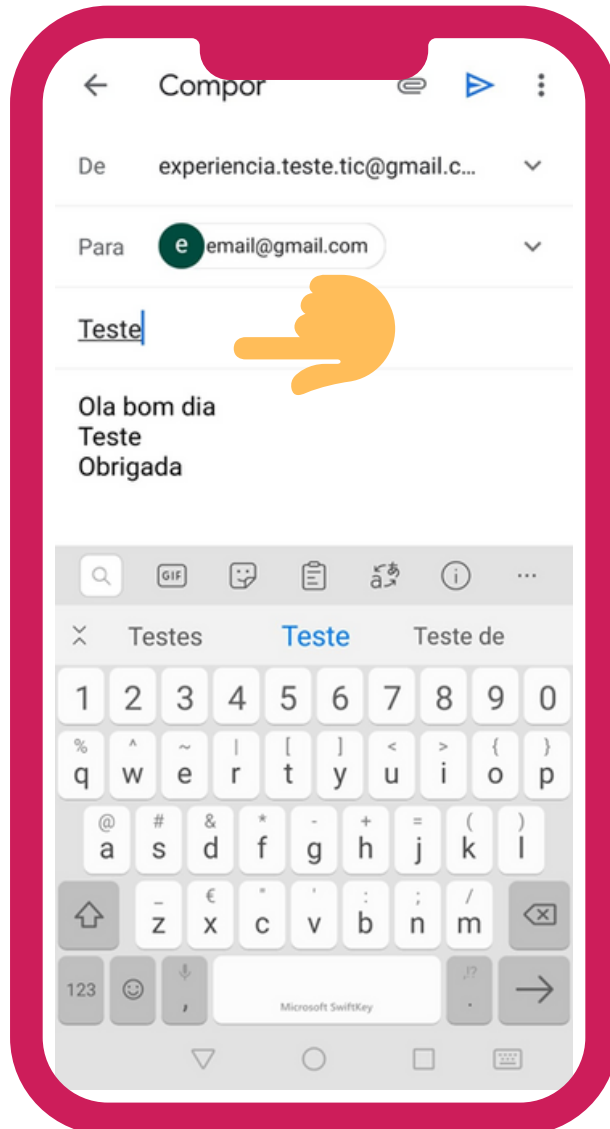 Compor
De experiencia.teste.tic@gmail.c...
Para e email@gmail.com
Teste
Ola bom dia
Teste
Obrigada
GIF
Testes Teste Teste de
1 2 3 4 5 6 7 8 9 0
% ^ ~ | [ ] < > { }
q w e r t y u i o p
@ # & * - + = ( )
a s d f g h j k l
_ € " ' : ; /
z x c v b n m
,!?
123 , Microsoft SwiftKey .